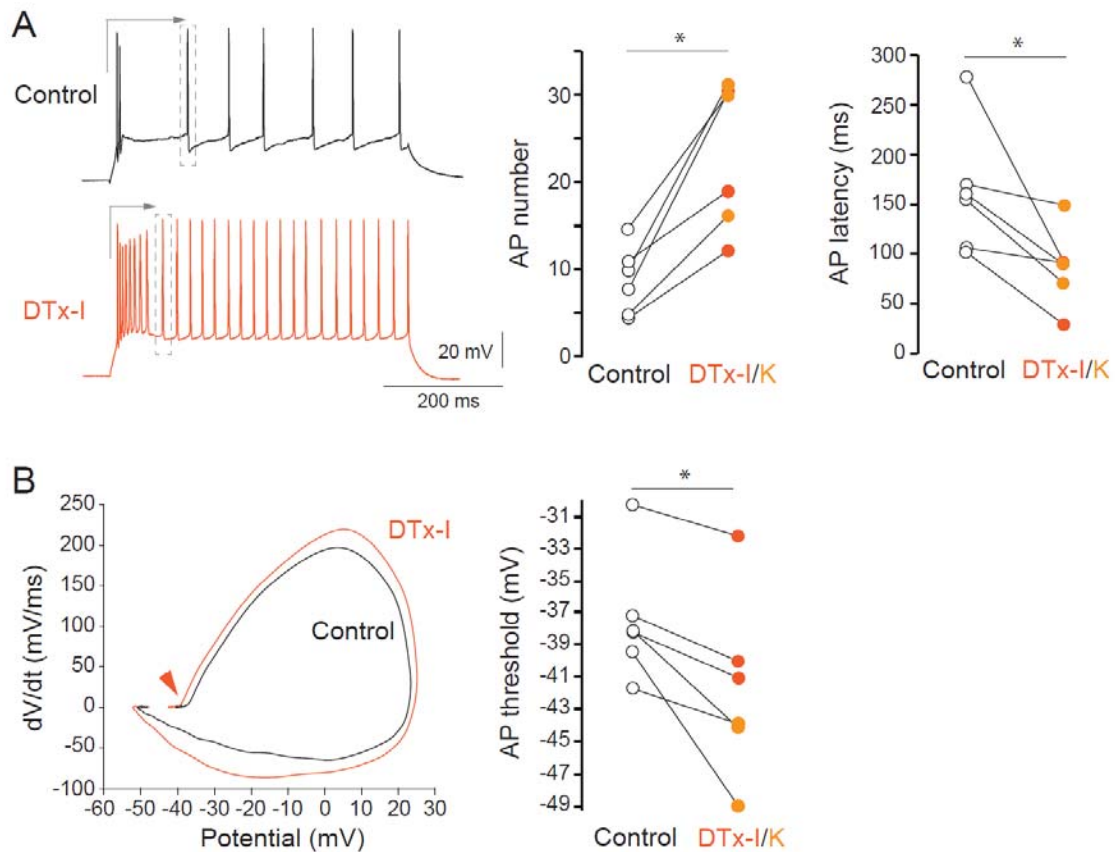 A
Control
DTx-I
20 mV
200 ms
*
AP number
30
20
10
0
Control DTx-I/K
*
AP latency (ms)
300
250
200
150
100
50
0
Control DTx-I/K
B
dV/dt (mV/ms)
250
200
150
100
50
0
-50
-100
DTx-I
Control
-60 -50 -40 -30 -20 -10 0 10 20 30
Potential (mV)
*
AP threshold (mV)
-31
-33
-35
-37
-39
-41
-43
-45
-47
-49
Control DTx-I/K